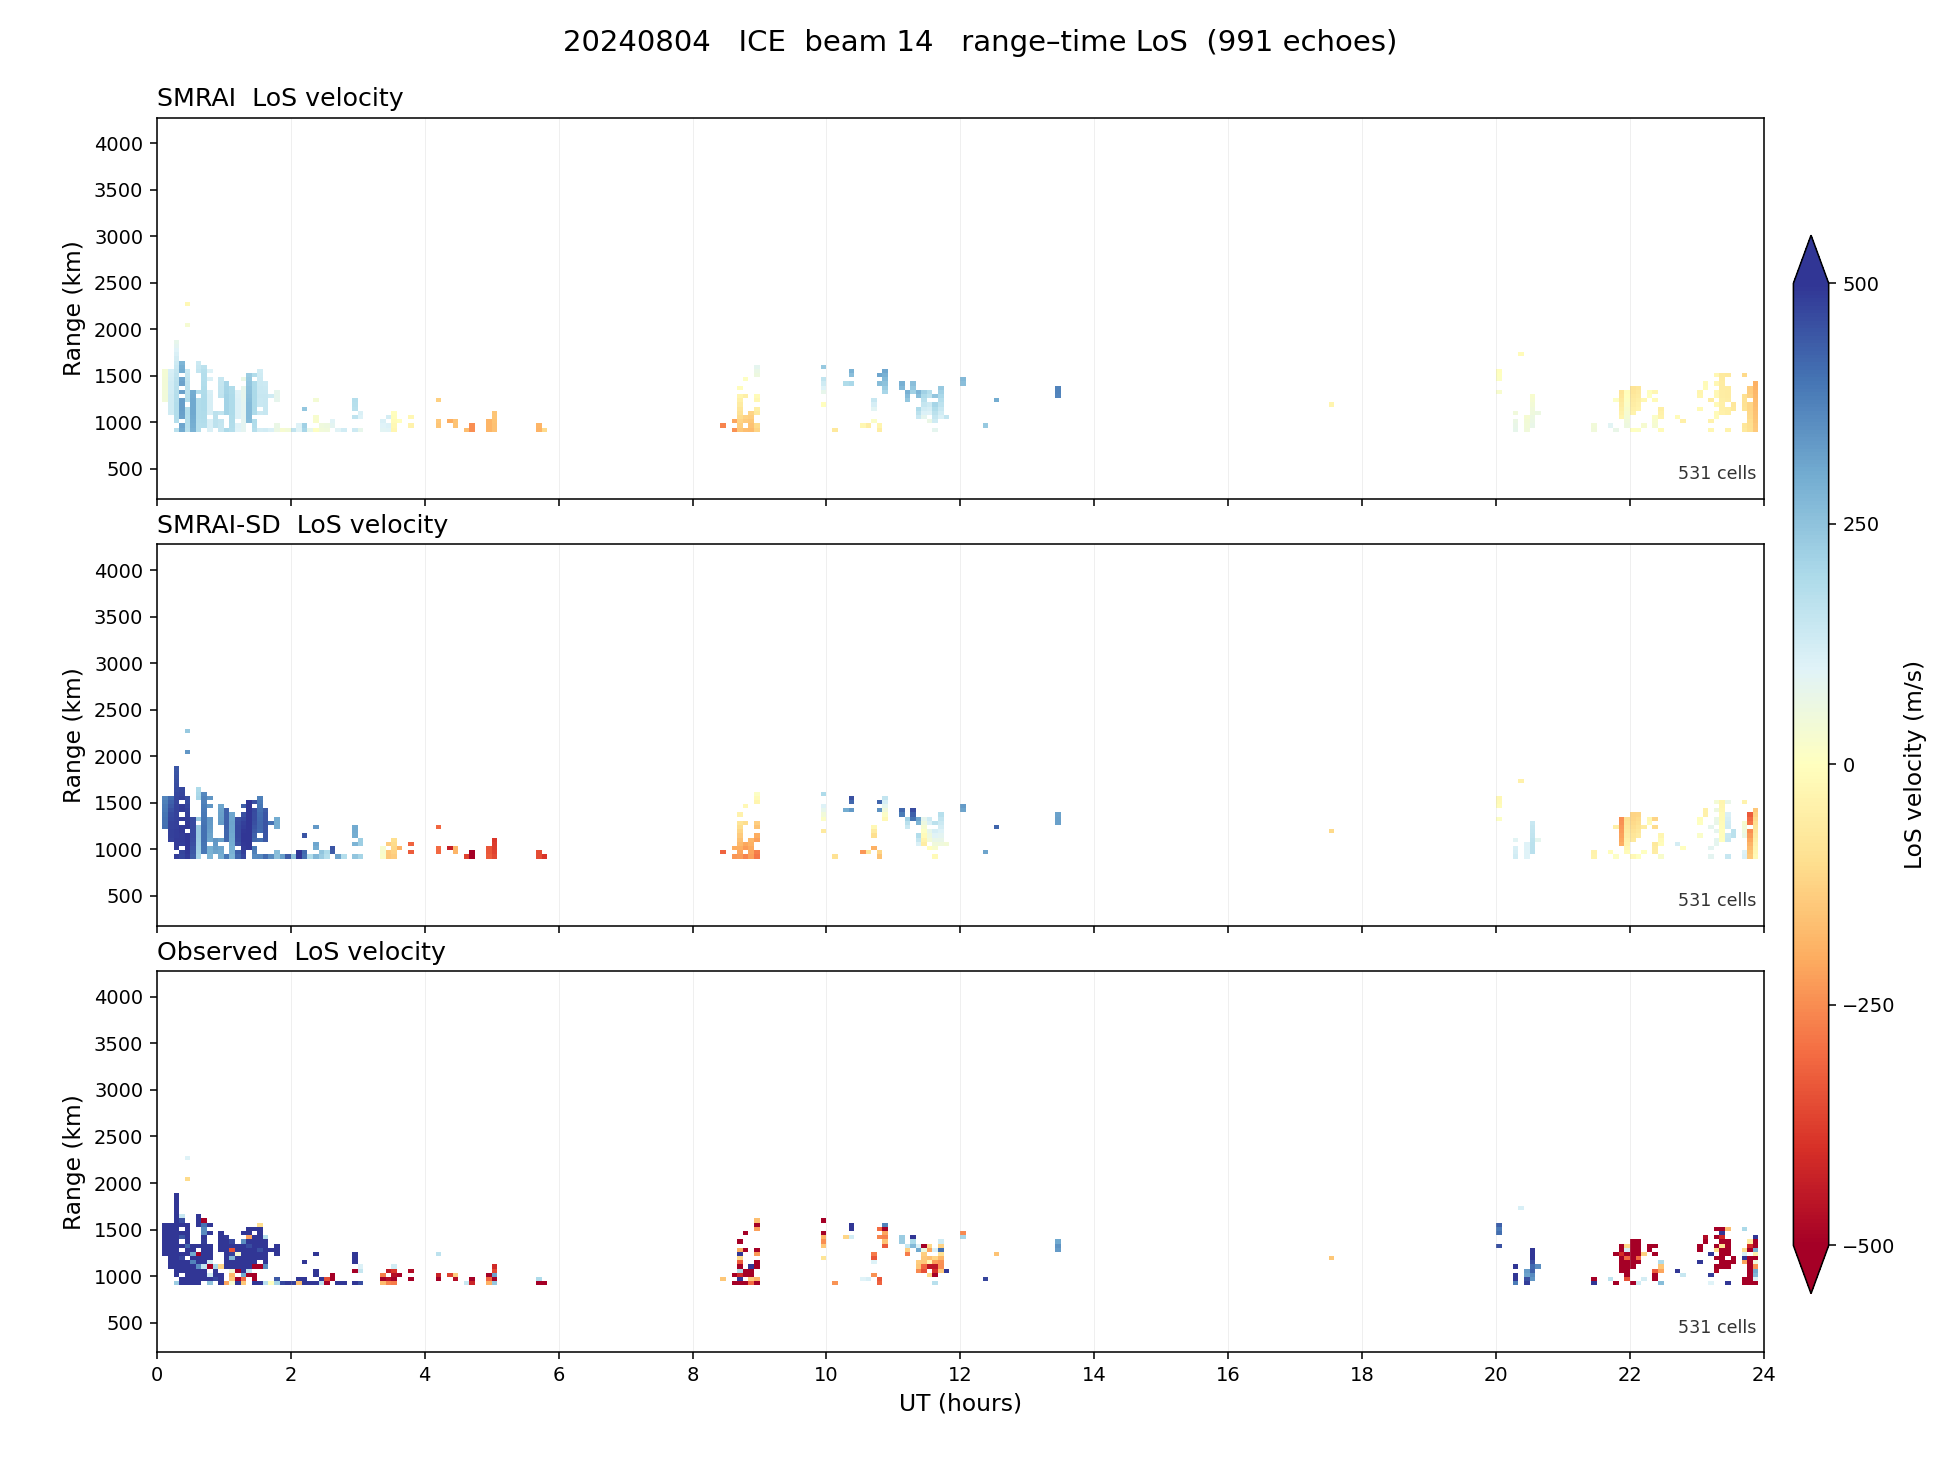 20240804   ICE  beam 14   range–time LoS  (991 echoes)
SMRAI  LoS velocity
4000
3500
3000
2500
2000
1500
1000
500
Range (km)
531 cells
SMRAI-SD  LoS velocity
4000
3500
3000
2500
2000
1500
1000
500
Range (km)
531 cells
Observed  LoS velocity
4000
3500
3000
2500
2000
1500
1000
500
Range (km)
531 cells
0 2 4 6 8 10 12 14 16 18 20 22 24
UT (hours)
500
250
0
−250
−500
LoS velocity (m/s)